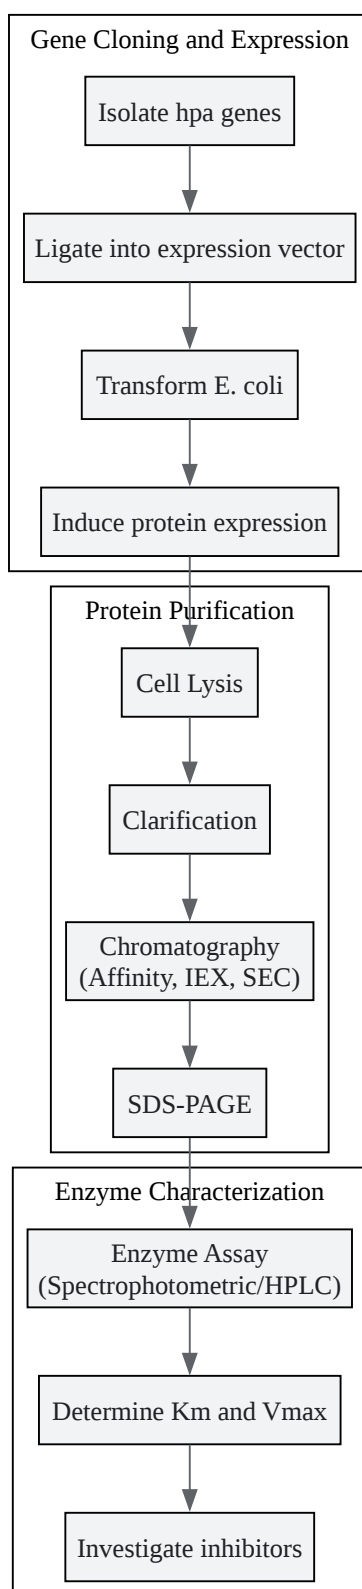 Gene Cloning and Expression
Isolate hpa genes
Ligate into expression vector
Transform E. coli
Induce protein expression
Protein Purification
Cell Lysis
Clarification
Chromatography
(Affinity, IEX, SEC)
SDS-PAGE
Enzyme Characterization
Enzyme Assay
(Spectrophotometric/HPLC)
Determine Km and Vmax
Investigate inhibitors